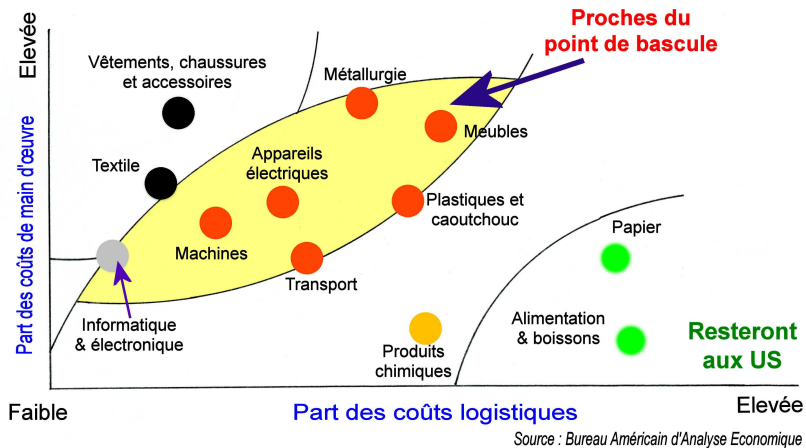 Proches du
point de bascule
Elevée
Vêtements, chaussures
et accessoires
Métallurgie
Meubles
Part des coûts de main d'œuvre
Textile
Appareils
électriques
Plastiques et
caoutchouc
Machines
Papier
Transport
Informatique
& électronique
Produits
chimiques
Alimentation
& boissons
Resteront
aux US
Faible
Part des coûts logistiques
Elevée
Source : Bureau Américain d'Analyse Economique